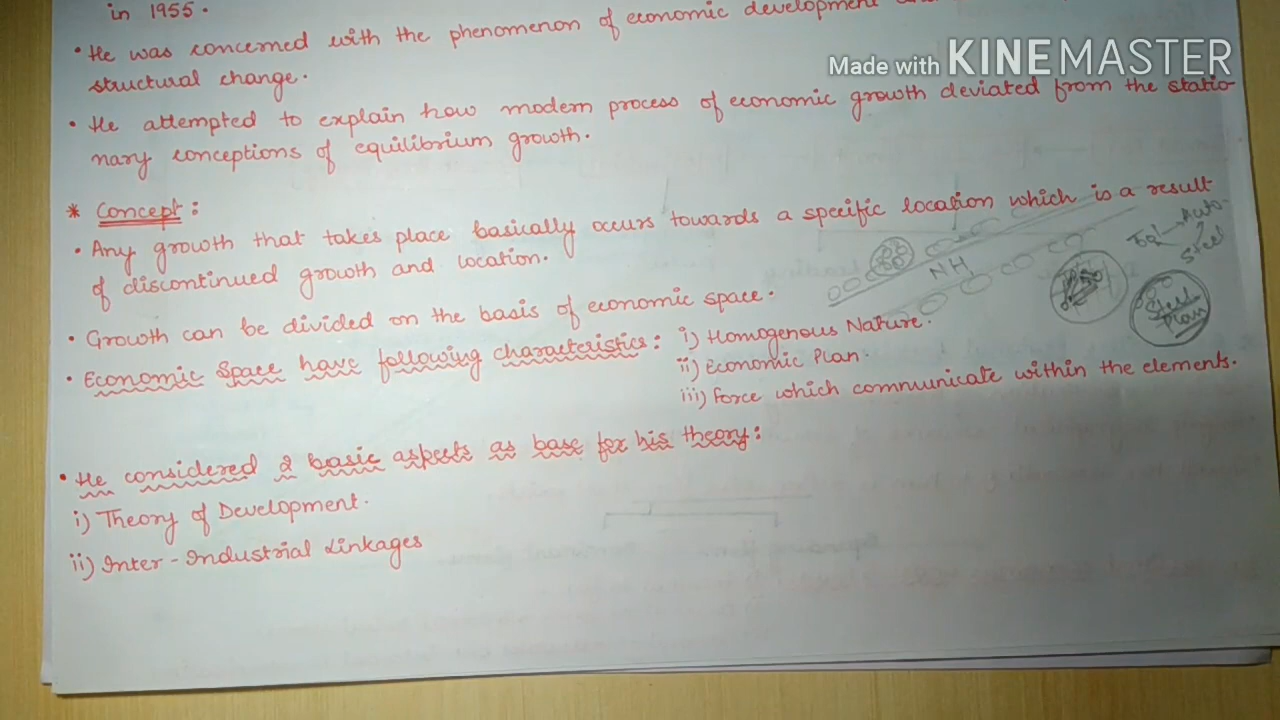 in 1955.
• He was concerned with the phenomenon of economic development
structural change.
Made with KINEMASTER
• He attempted to explain how modern process of economic growth deviated from the statio-
nary conceptions of equilibrium growth.
* Concept:
• Any growth that takes place basically occurs towards a specific location which is a result
of discontinued growth and location.
• Growth can be divided on the basis of economic space.
• Economic Space have following characteristics: i) Homogenous Nature.
ii) Economic Plan.
iii) Force which communicate within the elements.
NH
Auto-
Steel
Steel
Plan
• He considered 2 basic aspects as base for his theory:
i) Theory of Development.
ii) Inter-Industrial Linkages